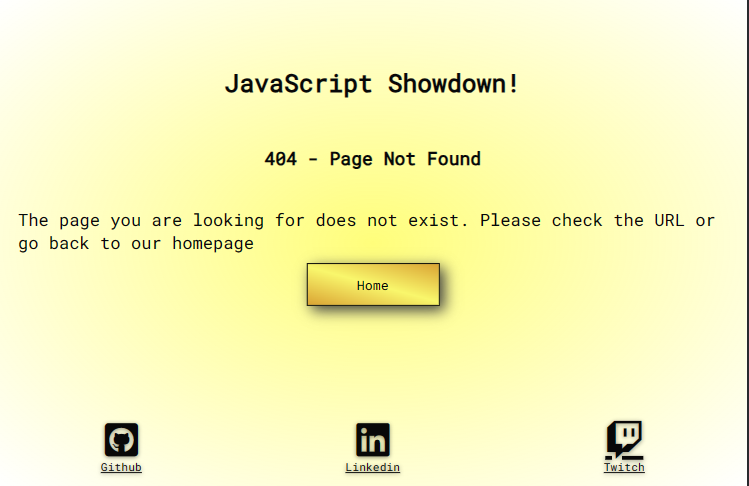 JavaScript Showdown!
404 - Page Not Found
The page you are looking for does not exist. Please check the URL or
go back to our homepage
Home
in
Github
Linkedin
Twitch